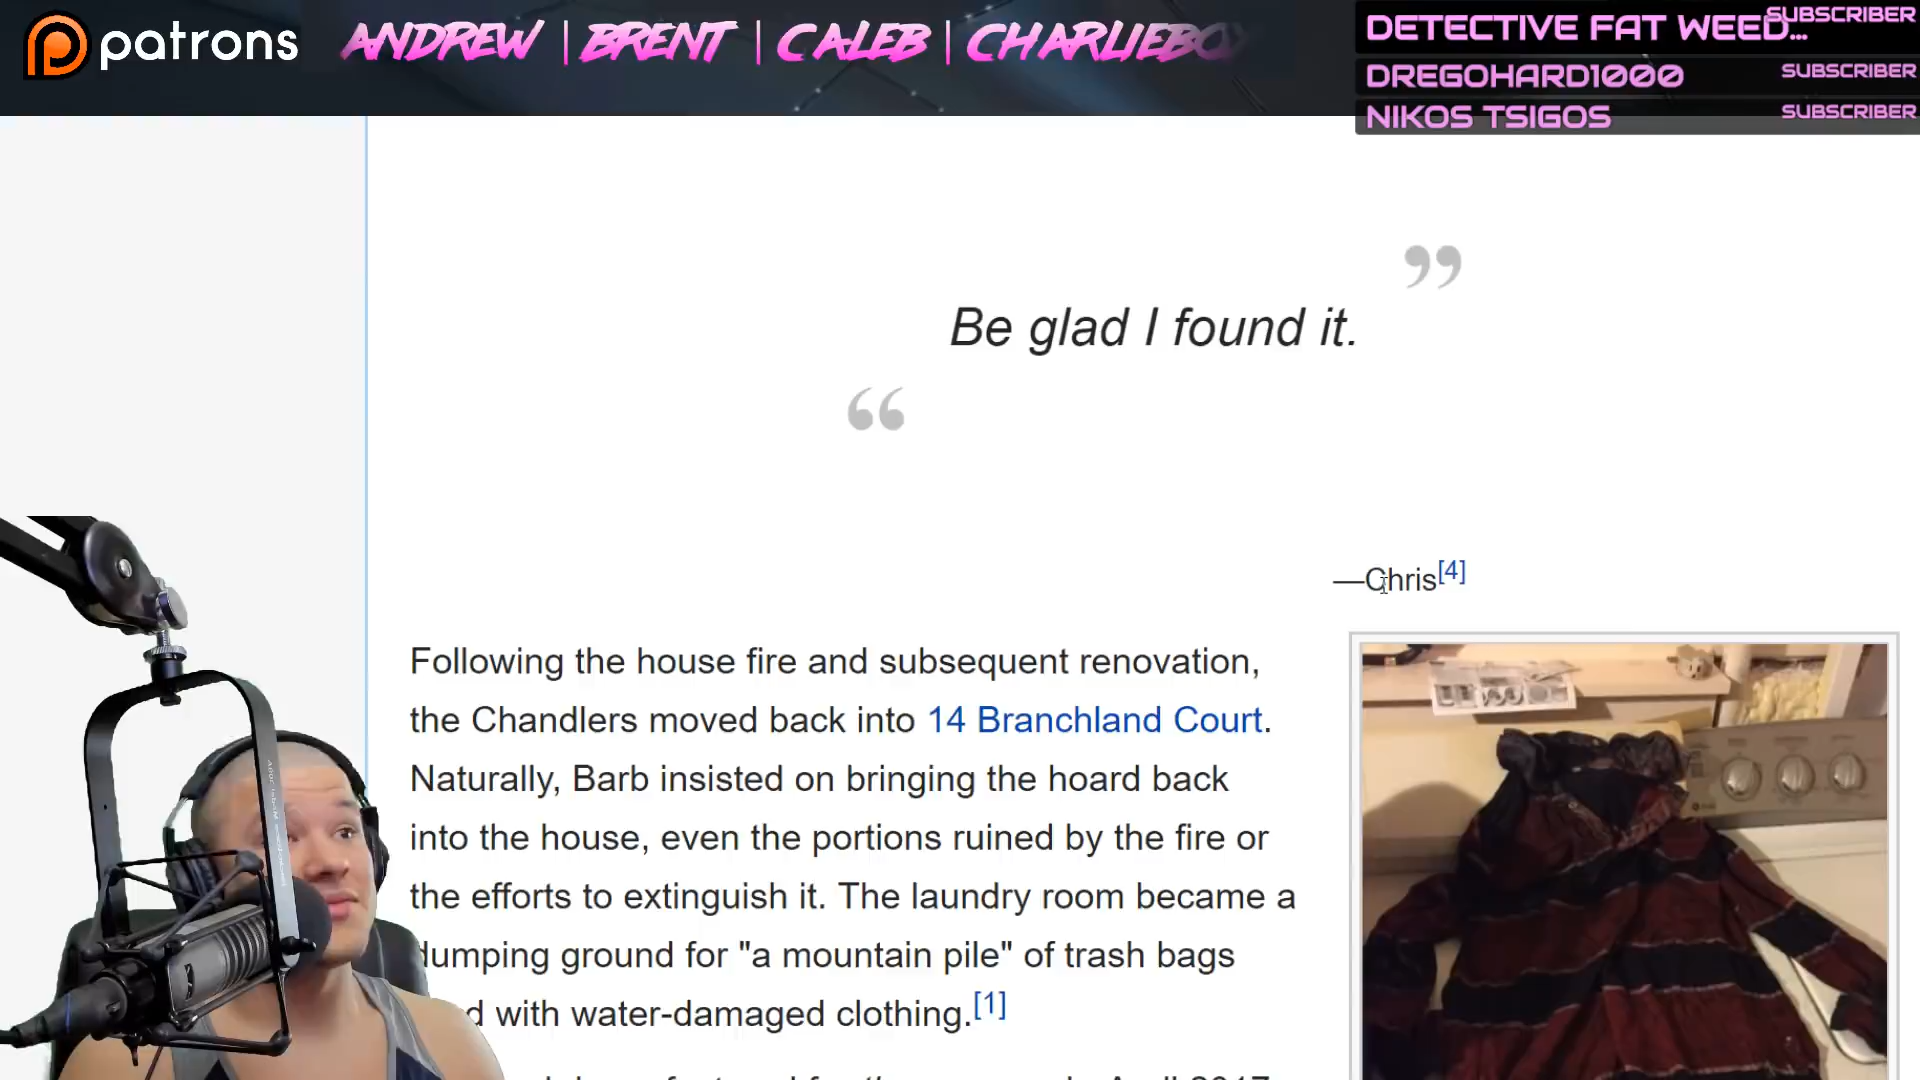 patrons
ANDREW | BRENT | CALEB | CHARLIEBOY
DETECTIVE FAT WEED... SUBSCRIBER
DREGOHARD1000 SUBSCRIBER
NIKOS TSIGOS SUBSCRIBER
”
Be glad I found it.
“
—Chris[4]
Following the house fire and subsequent renovation,
the Chandlers moved back into 14 Branchland Court.
Naturally, Barb insisted on bringing the hoard back
into the house, even the portions ruined by the fire or
the efforts to extinguish it. The laundry room became a
dumping ground for "a mountain pile" of trash bags
with water-damaged clothing.[1]